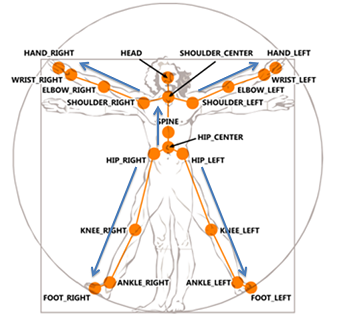 HEAD
SHOULDER_CENTER
HAND_RIGHT
HAND_LEFT
WRIST_RIGHT
WRIST_LEFT
ELBOW_RIGHT
ELBOW_LEFT
SHOULDER_RIGHT
SHOULDER_LEFT
SPINE
HIP_CENTER
HIP_RIGHT
HIP_LEFT
KNEE_RIGHT
KNEE_LEFT
ANKLE_RIGHT
ANKLE_LEFT
FOOT_RIGHT
FOOT_LEFT